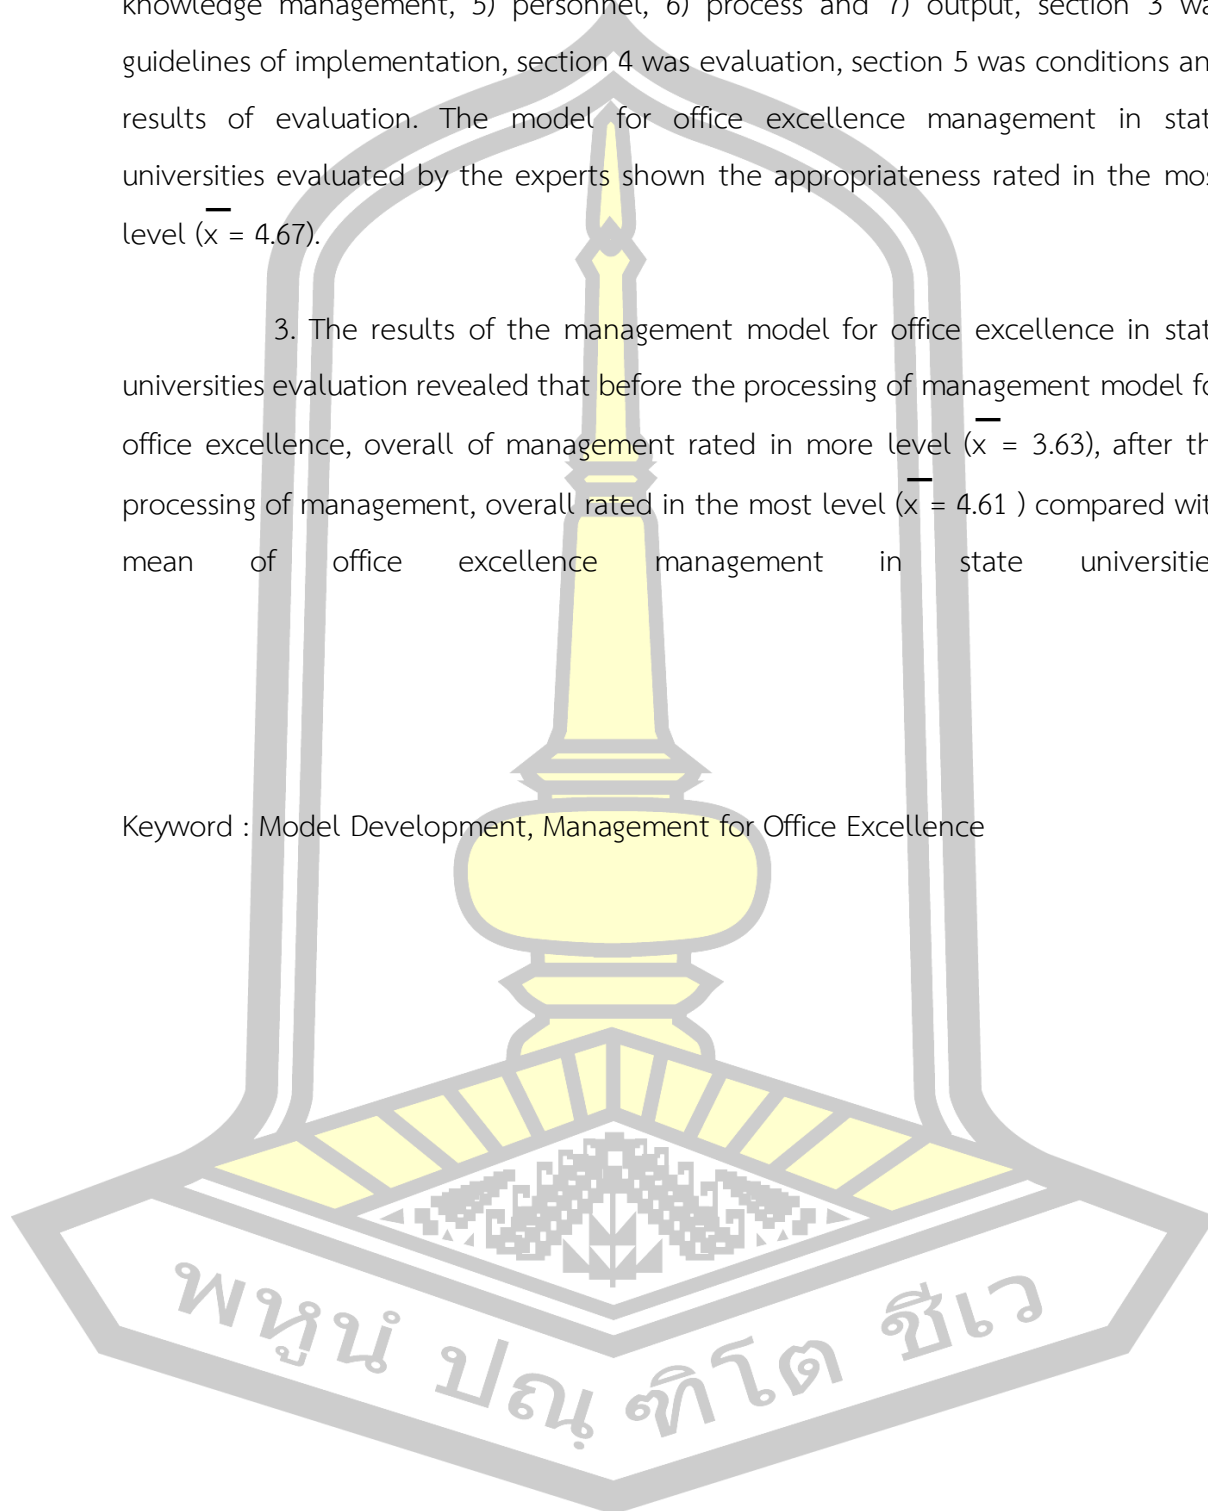 knowledge management, 5) personnel, 6) process and 7) output, section 3 wa
guidelines of implementation, section 4 was evaluation, section 5 was conditions an
results of evaluation. The model for office excellence management in stat
universities evaluated by the experts shown the appropriateness rated in the mos
level (x̅ = 4.67).
3. The results of the management model for office excellence in stat
universities evaluation revealed that before the processing of management model fo
office excellence, overall of management rated in more level (x̅ = 3.63), after th
processing of management, overall rated in the most level (x̅ = 4.61 ) compared wit
mean of office excellence management in state universitie
Keyword : Model Development, Management for Office Excellence
พหูนํ ปณฺฑิโต ชีเว